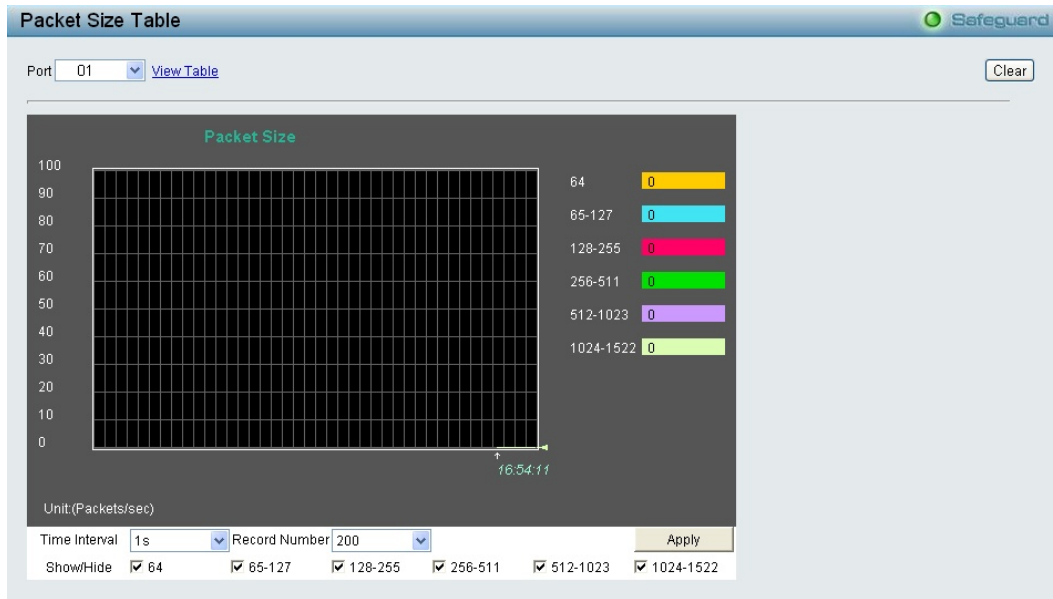 Packet Size Table
Safeguard
Port 01 View Table
Clear
Packet Size
100
90
80
70
60
50
40
30
20
10
0
64 0
65-127 0
128-255 0
256-511 0
512-1023 0
1024-1522 0
16:54:11
Unit:(Packets/sec)
Time Interval 1s Record Number 200 Apply
Show/Hide 64 65-127 128-255 256-511 512-1023 1024-1522